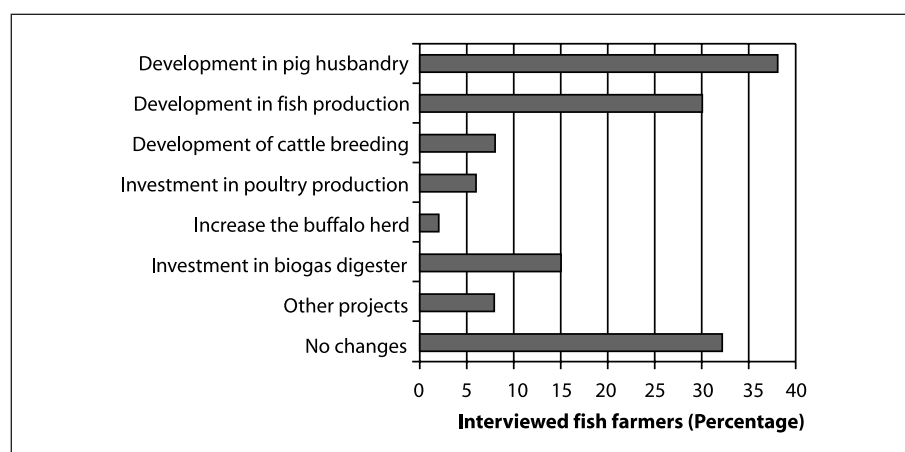 Development in pig husbandry
Development in fish production
Development of cattle breeding
Investment in poultry production
Increase the buffalo herd
Investment in biogas digester
Other projects
No changes
0 5 10 15 20 25 30 35 40
Interviewed fish farmers (Percentage)